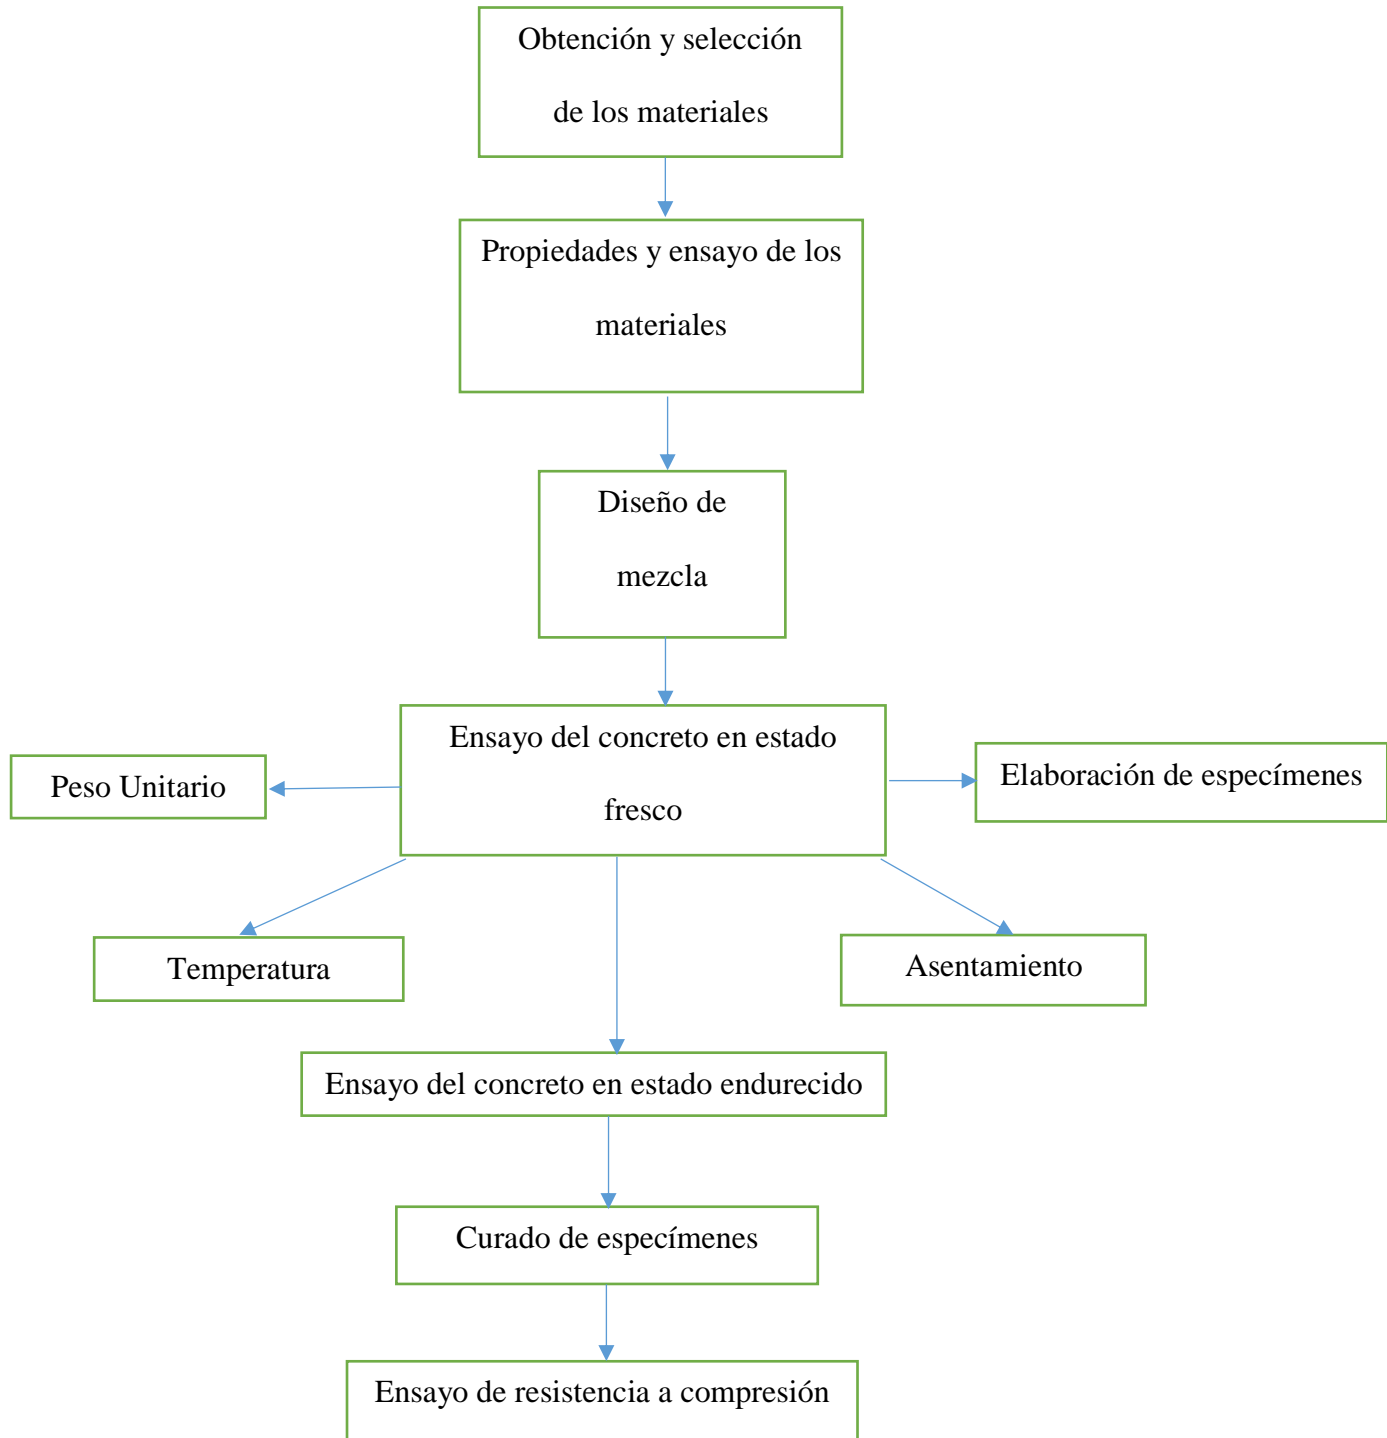 Obtención y selección
de los materiales
Propiedades y ensayo de los
materiales
Diseño de
mezcla
Ensayo del concreto en estado
fresco
Peso Unitario
Elaboración de especímenes
Temperatura
Asentamiento
Ensayo del concreto en estado endurecido
Curado de especímenes
Ensayo de resistencia a compresión